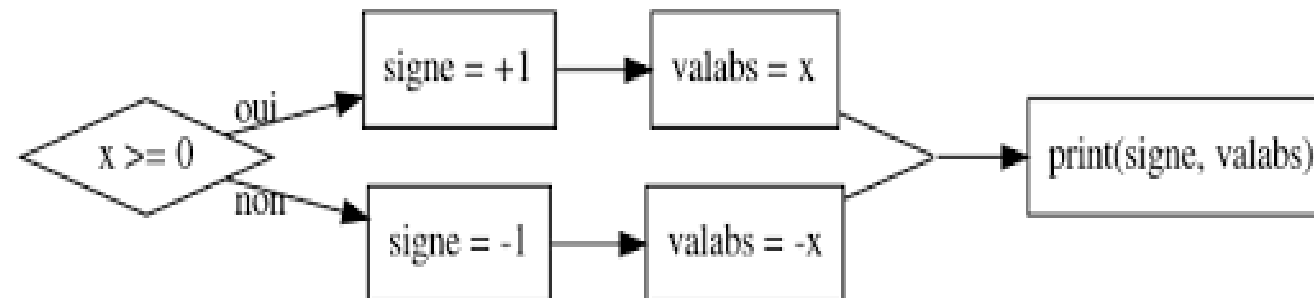 x >= 0
oui
signe = +1
valabs = x
non
signe = -1
valabs = -x
print(signe, valabs)